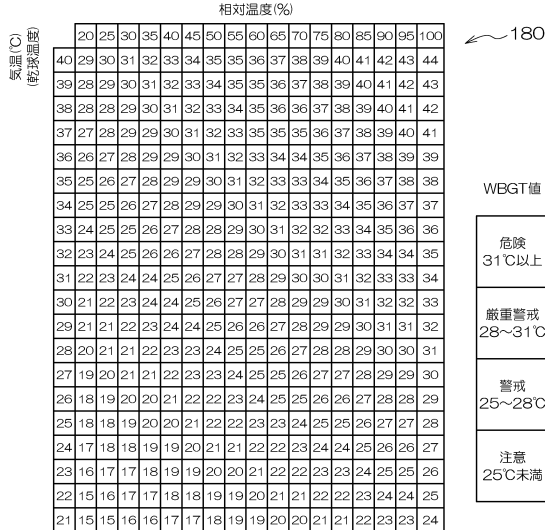 相対温度(%)
気温(℃)
(乾球温度)
180
20 25 30 35 40 45 50 55 60 65 70 75 80 85 90 95 100
40 29 30 31 32 33 34 35 35 36 37 38 39 40 41 42 43 44
39 28 29 30 31 32 33 34 35 35 36 37 38 39 40 41 42 43
38 28 28 29 30 31 32 33 34 35 36 36 37 38 39 40 41 42
37 27 28 29 29 30 31 32 33 35 35 35 36 37 38 39 40 41
36 26 27 28 29 29 30 31 32 33 34 34 35 36 37 38 39 39
35 25 26 27 28 29 29 30 31 32 33 33 34 35 36 37 38 38
34 25 25 26 27 28 29 29 30 31 32 33 33 34 35 36 37 37
33 24 25 25 26 27 28 28 29 30 31 32 32 33 34 35 36 36
32 23 24 25 25 26 27 28 28 29 30 31 31 32 33 34 34 35
31 22 23 24 24 25 26 27 27 28 29 30 30 31 32 33 33 34
30 21 22 23 24 24 25 26 27 27 28 29 29 30 31 32 32 33
29 21 21 22 23 24 24 25 26 26 27 28 29 29 30 31 31 32
28 20 21 21 22 23 23 24 25 25 26 27 28 28 29 30 30 31
27 19 20 21 21 22 23 23 24 25 25 26 27 27 28 29 29 30
26 18 19 20 20 21 22 22 23 24 25 25 26 26 27 28 28 29
25 18 18 19 20 20 21 22 22 23 23 24 25 25 26 27 27 28
24 17 18 18 19 19 20 21 21 22 22 23 24 24 25 26 26 27
23 16 17 17 18 19 19 20 20 21 22 22 23 23 24 25 25 26
22 15 16 17 17 18 18 19 19 20 21 21 22 22 23 24 24 25
21 15 15 16 16 17 17 18 19 19 20 20 21 21 22 23 23 24
WBGT値
危険
31℃以上
厳重警戒
28～31℃
警戒
25～28℃
注意
25℃未満